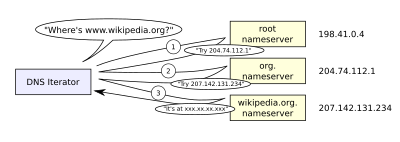 "Where's www.wikipedia.org?"
DNS Iterator
1
"Try 204.74.112.1"
2
"Try 207.142.131.234"
3
"It's at xxx.xx.xx.xxx"
root
nameserver
198.41.0.4
org.
nameserver
204.74.112.1
wikipedia.org.
nameserver
207.142.131.234